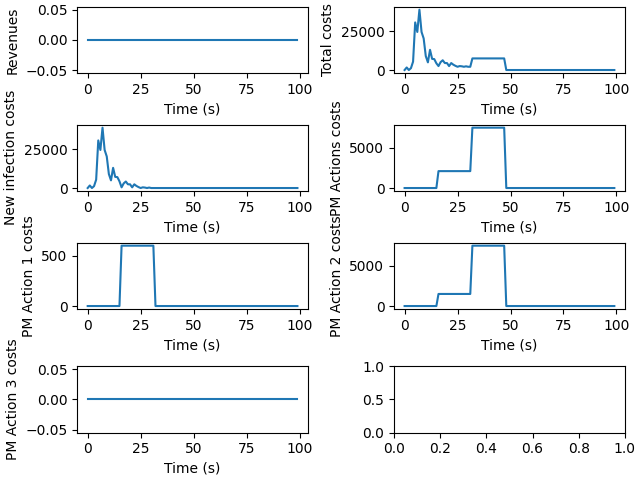 Revenues
0.05
0.00
−0.05
0 25 50 75 100
Time (s)
Total costs
25000
0
0 25 50 75 100
Time (s)
New infection costs
25000
0
0 25 50 75 100
Time (s)
PM Actions costs
5000
0
0 25 50 75 100
Time (s)
PM Action 1 costs
500
0
0 25 50 75 100
Time (s)
PM Action 2 costs
5000
0
0 25 50 75 100
Time (s)
PM Action 3 costs
0.05
0.00
−0.05
0 25 50 75 100
Time (s)
1.0
0.5
0.0
0.0 0.2 0.4 0.6 0.8 1.0